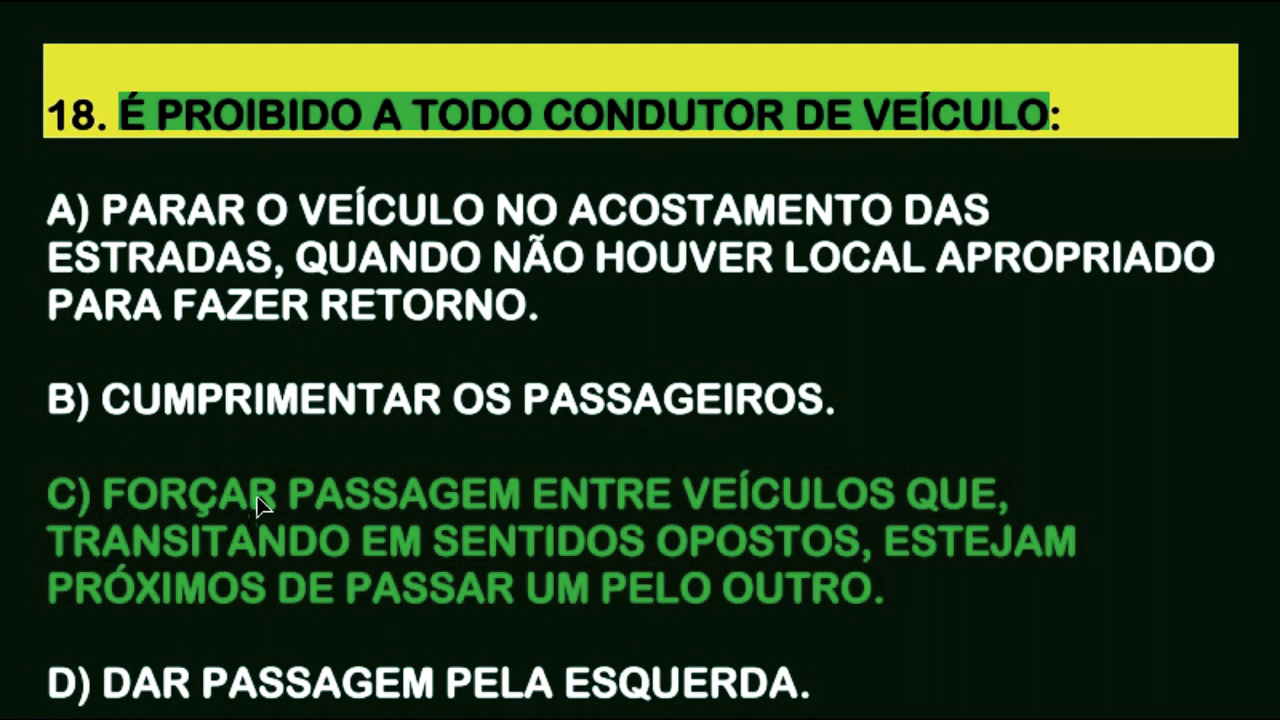 18. É PROIBIDO A TODO CONDUTOR DE VEÍCULO:
A) PARAR O VEÍCULO NO ACOSTAMENTO DAS
ESTRADAS, QUANDO NÃO HOUVER LOCAL APROPRIADO
PARA FAZER RETORNO.
B) CUMPRIMENTAR OS PASSAGEIROS.
C) FORÇAR PASSAGEM ENTRE VEÍCULOS QUE,
TRANSITANDO EM SENTIDOS OPOSTOS, ESTEJAM
PRÓXIMOS DE PASSAR UM PELO OUTRO.
D) DAR PASSAGEM PELA ESQUERDA.